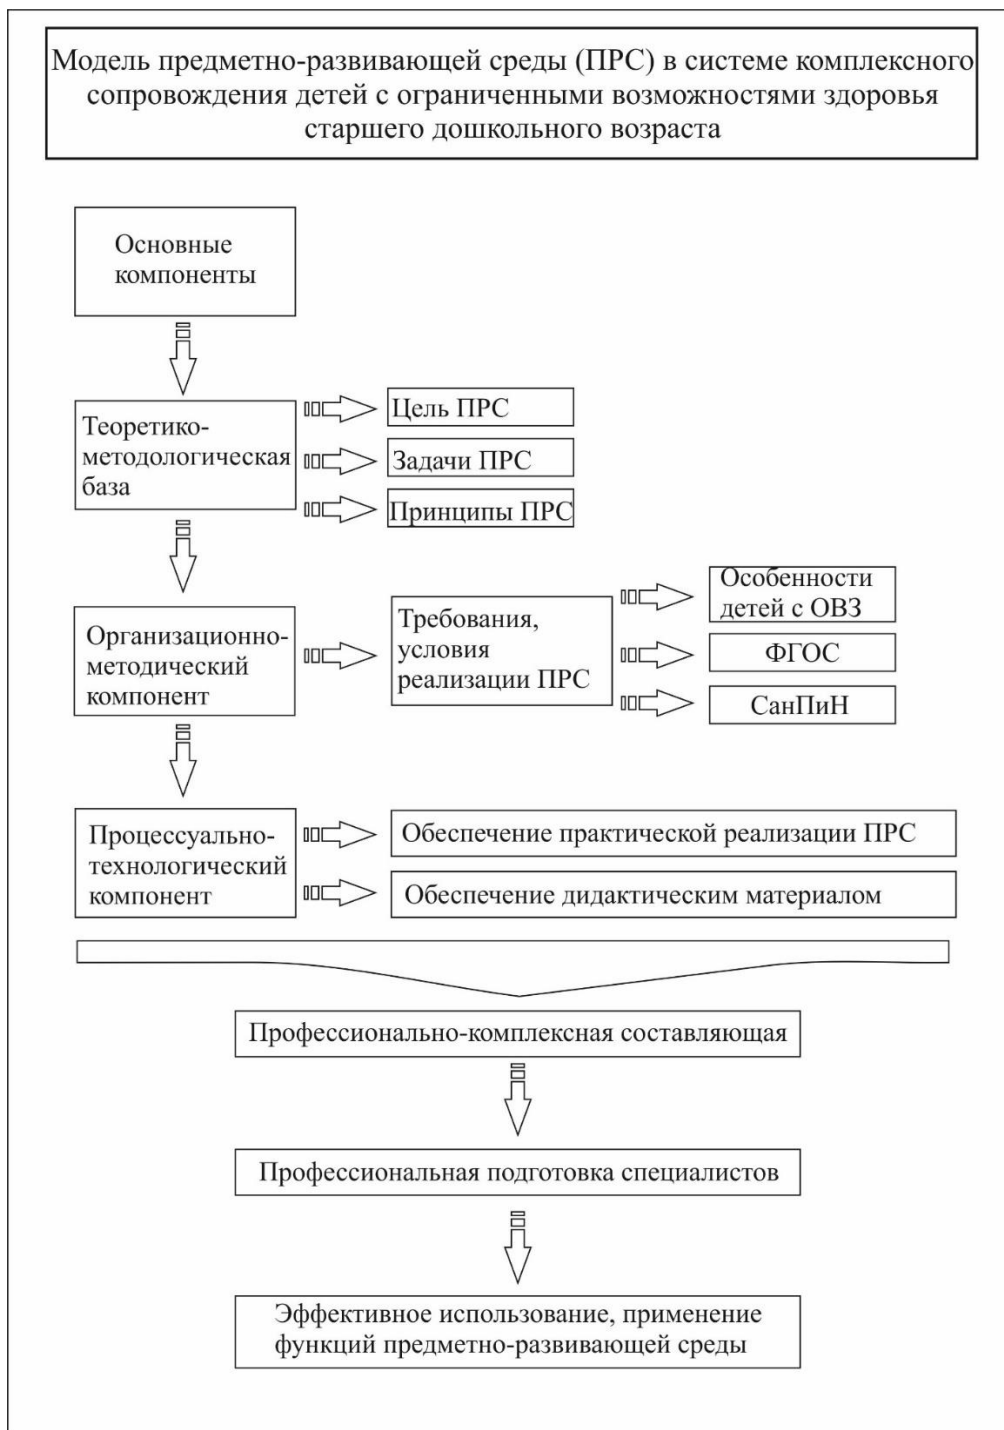 Модель предметно-развивающей среды (ПРС) в системе комплексного
сопровождения детей с ограниченными возможностями здоровья
старшего дошкольного возраста
Основные
компоненты
Теоретико-
методологическая
база
Цель ПРС
Задачи ПРС
Принципы ПРС
Организационно-
методический
компонент
Требования,
условия
реализации ПРС
Особенности
детей с ОВЗ
ФГОС
СанПиН
Процессуально-
технологический
компонент
Обеспечение практической реализации ПРС
Обеспечение дидактическим материалом
Профессионально-комплексная составляющая
Профессиональная подготовка специалистов
Эффективное использование, применение
функций предметно-развивающей среды